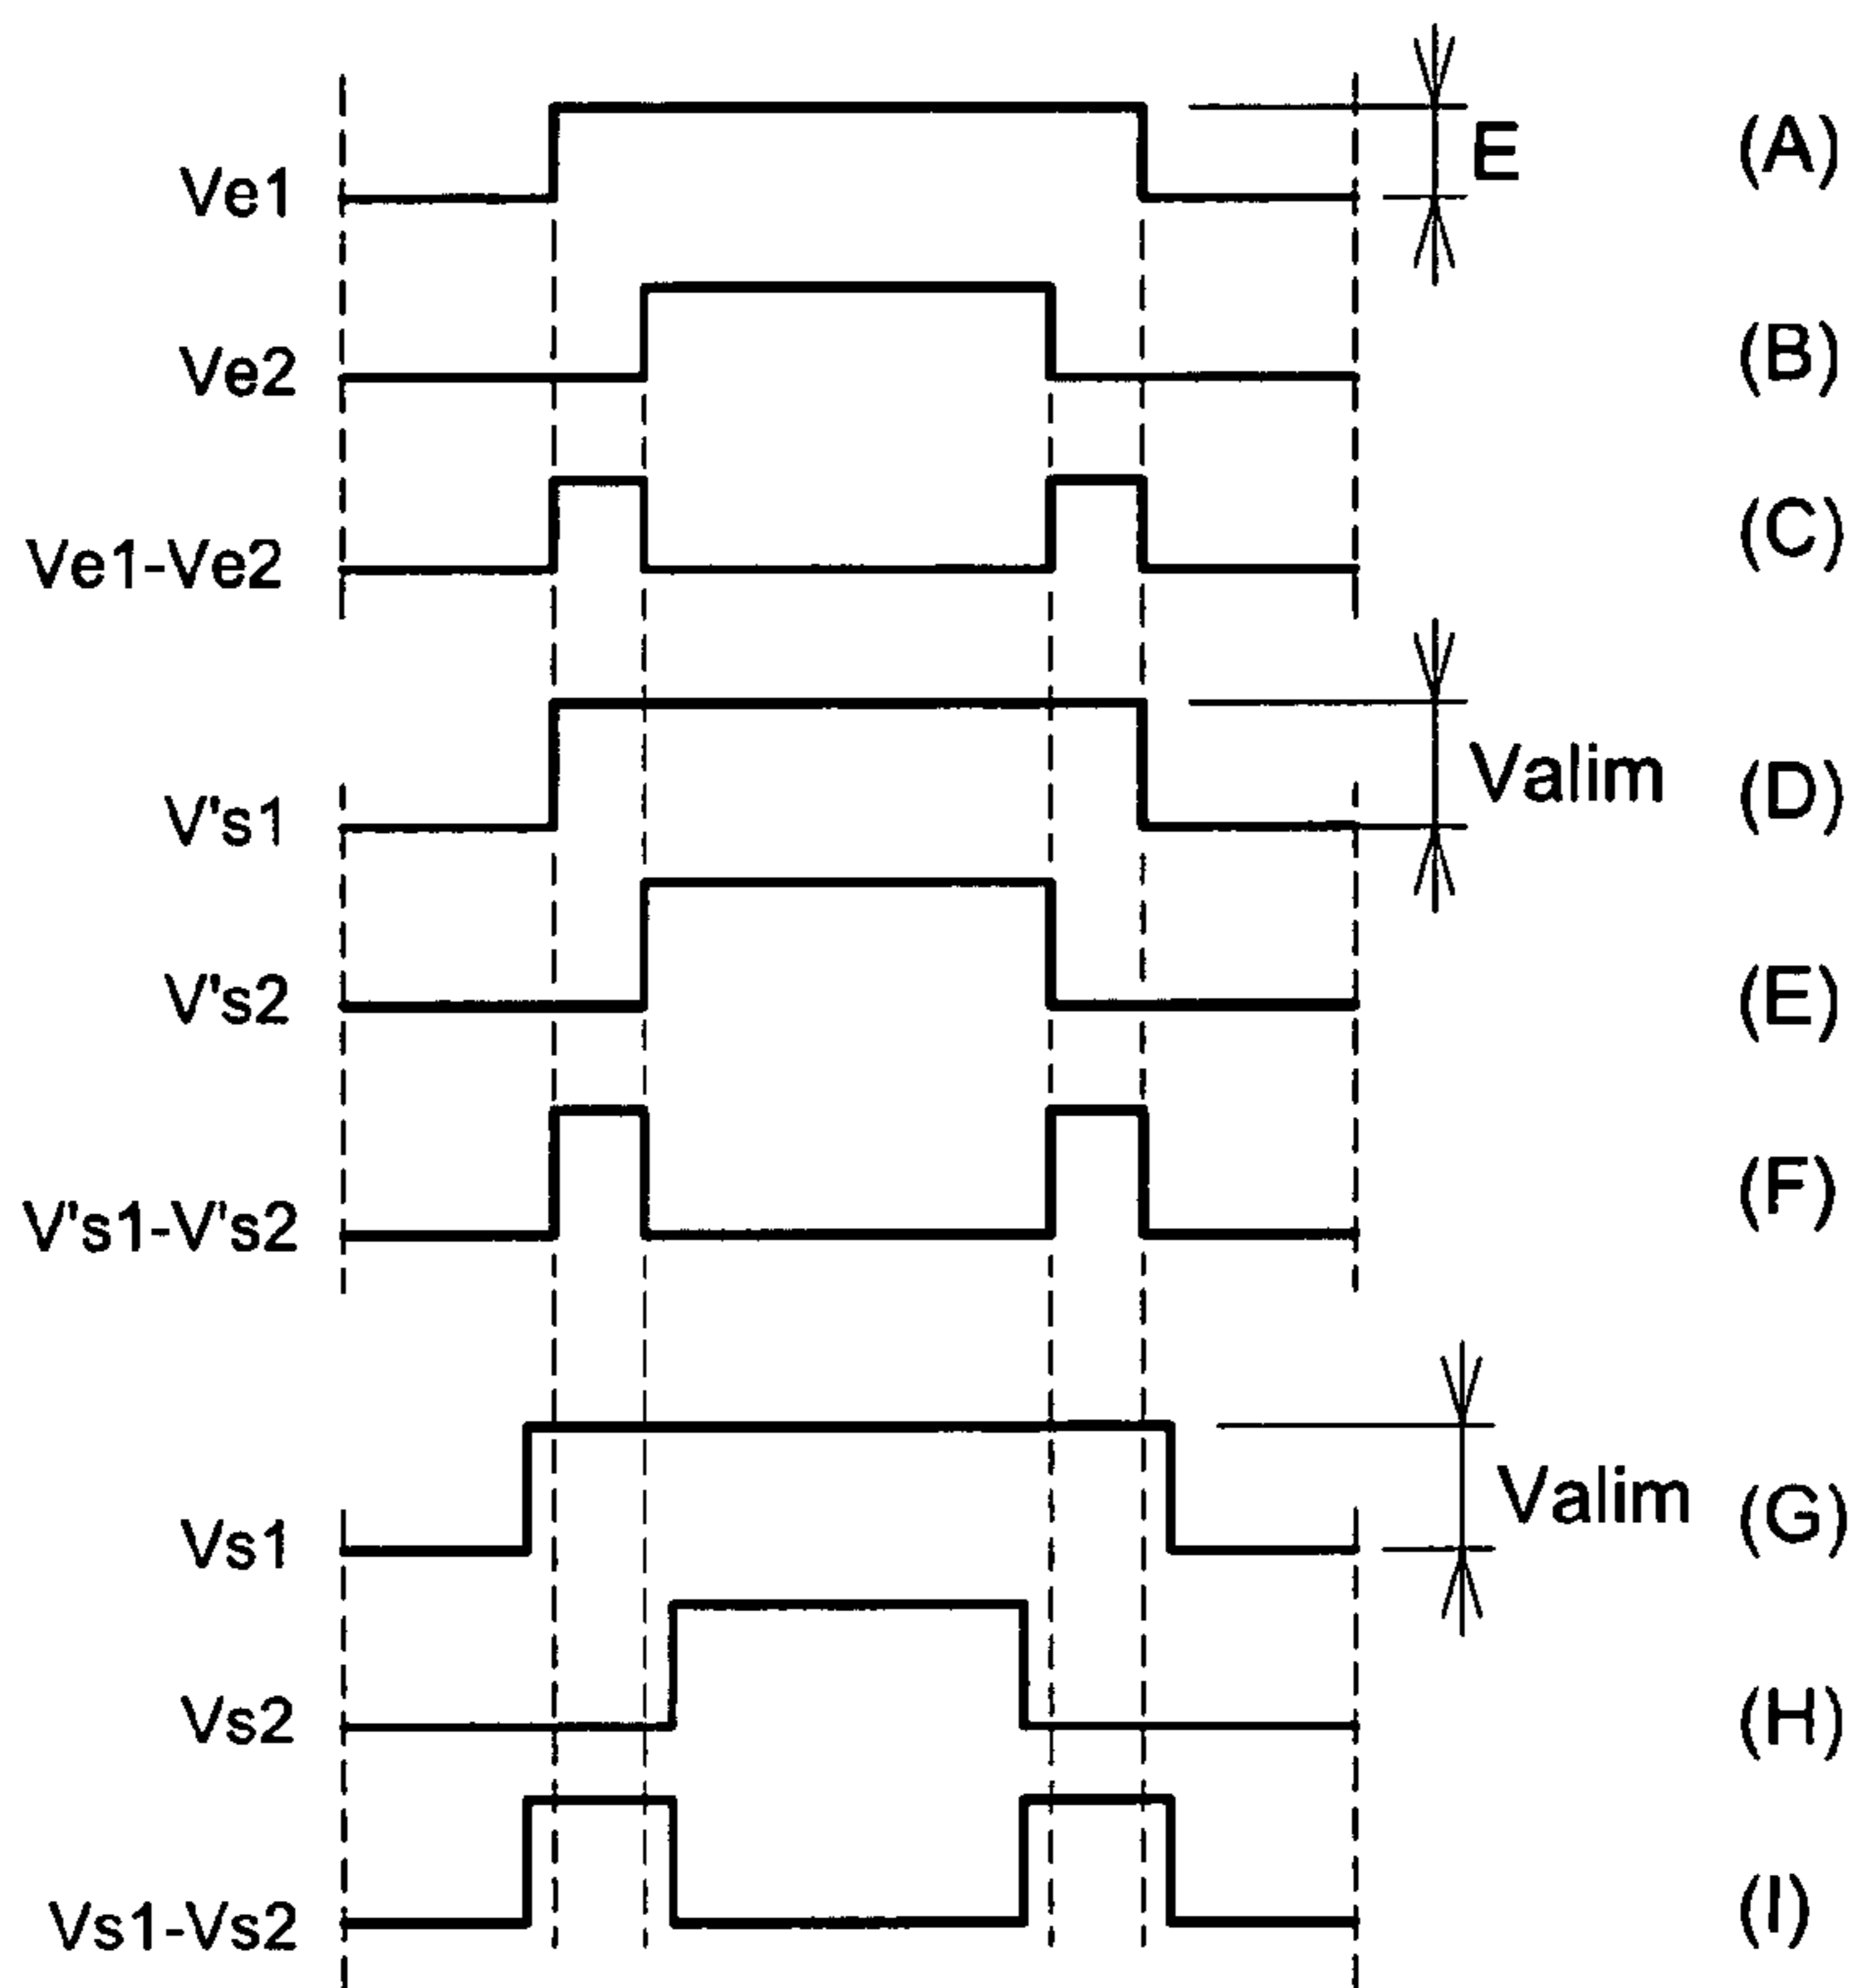 Ve1 E (A)
Ve2 (B)
Ve1-Ve2 (C)
V's1 Valim (D)
V's2 (E)
V's1-V's2 (F)
Vs1 Valim (G)
Vs2 (H)
Vs1-Vs2 (I)